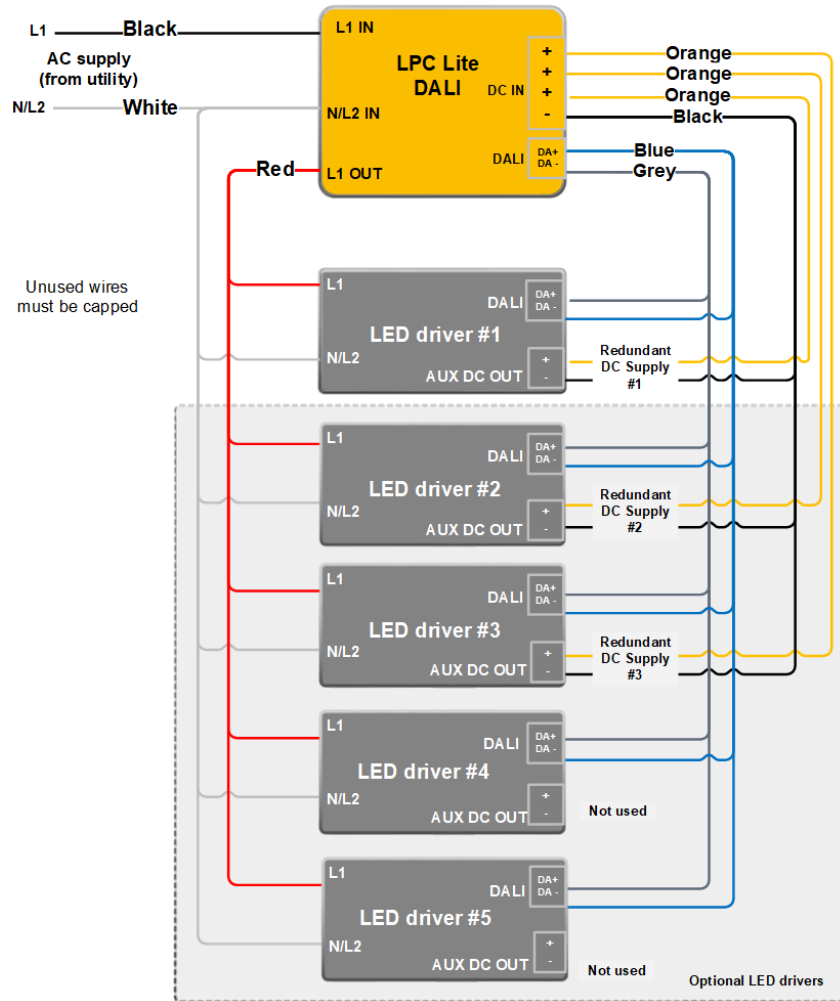 L1
Black
L1 IN
AC supply
(from utility)
N/L2
White
N/L2 IN
Red
L1 OUT
LPC Lite
DALI
DC IN
+
+
+
-
DALI
DA+
DA -
Orange
Orange
Orange
Black
Blue
Grey
Unused wires
must be capped
L1
DALI
DA+
DA -
LED driver #1
N/L2
AUX DC OUT
+
-
Redundant
DC Supply
#1
L1
DALI
DA+
DA -
LED driver #2
N/L2
AUX DC OUT
+
-
Redundant
DC Supply
#2
L1
DALI
DA+
DA -
LED driver #3
N/L2
AUX DC OUT
+
-
Redundant
DC Supply
#3
L1
DALI
DA+
DA -
LED driver #4
N/L2
AUX DC OUT
+
-
Not used
L1
DALI
DA+
DA -
LED driver #5
N/L2
AUX DC OUT
+
-
Not used
Optional LED drivers